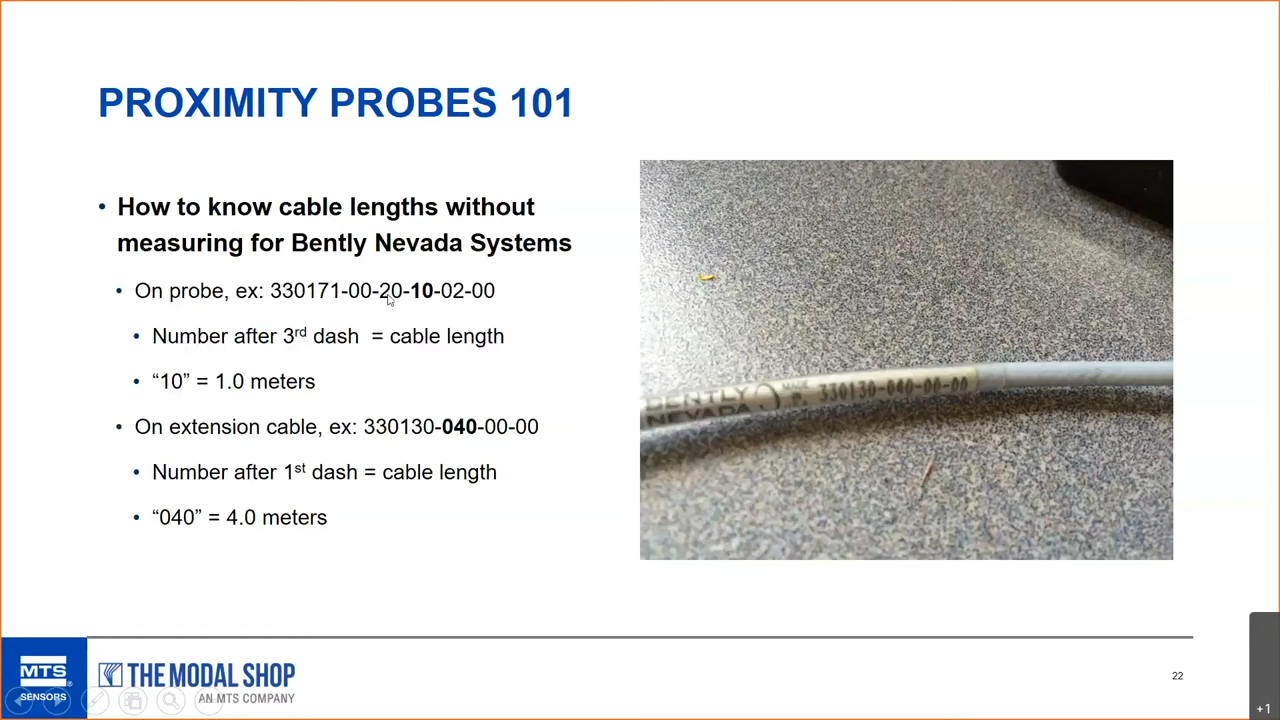 PROXIMITY PROBES 101
• How to know cable lengths without
measuring for Bently Nevada Systems
• On probe, ex: 330171-00-20-10-02-00
• Number after 3rd dash = cable length
• “10” = 1.0 meters
• On extension cable, ex: 330130-040-00-00
• Number after 1st dash = cable length
• “040” = 4.0 meters
BENTLY
NEVADA
330130-040-00-00
MTS
SENSORS
THE MODAL SHOP
AN MTS COMPANY
22
+1